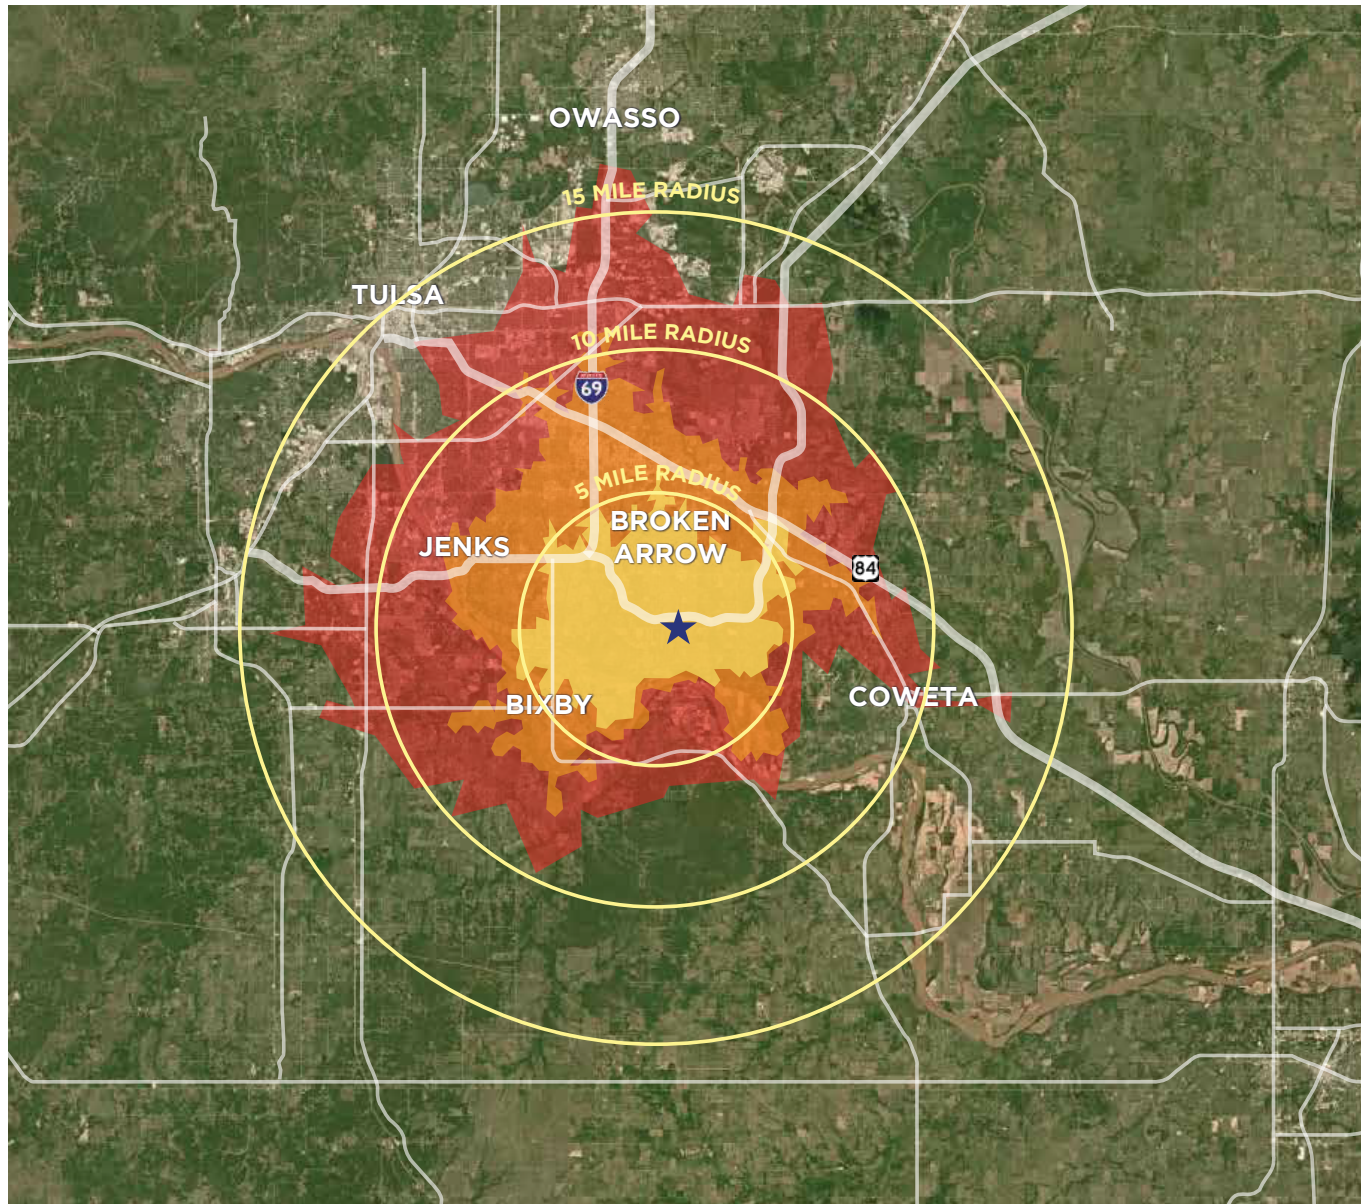 OWASSO
15 MILE RADIUS
TULSA
10 MILE RADIUS
69
5 MILE RADIUS
BROKEN
ARROW
JENKS
84
COWETA
BIXBY